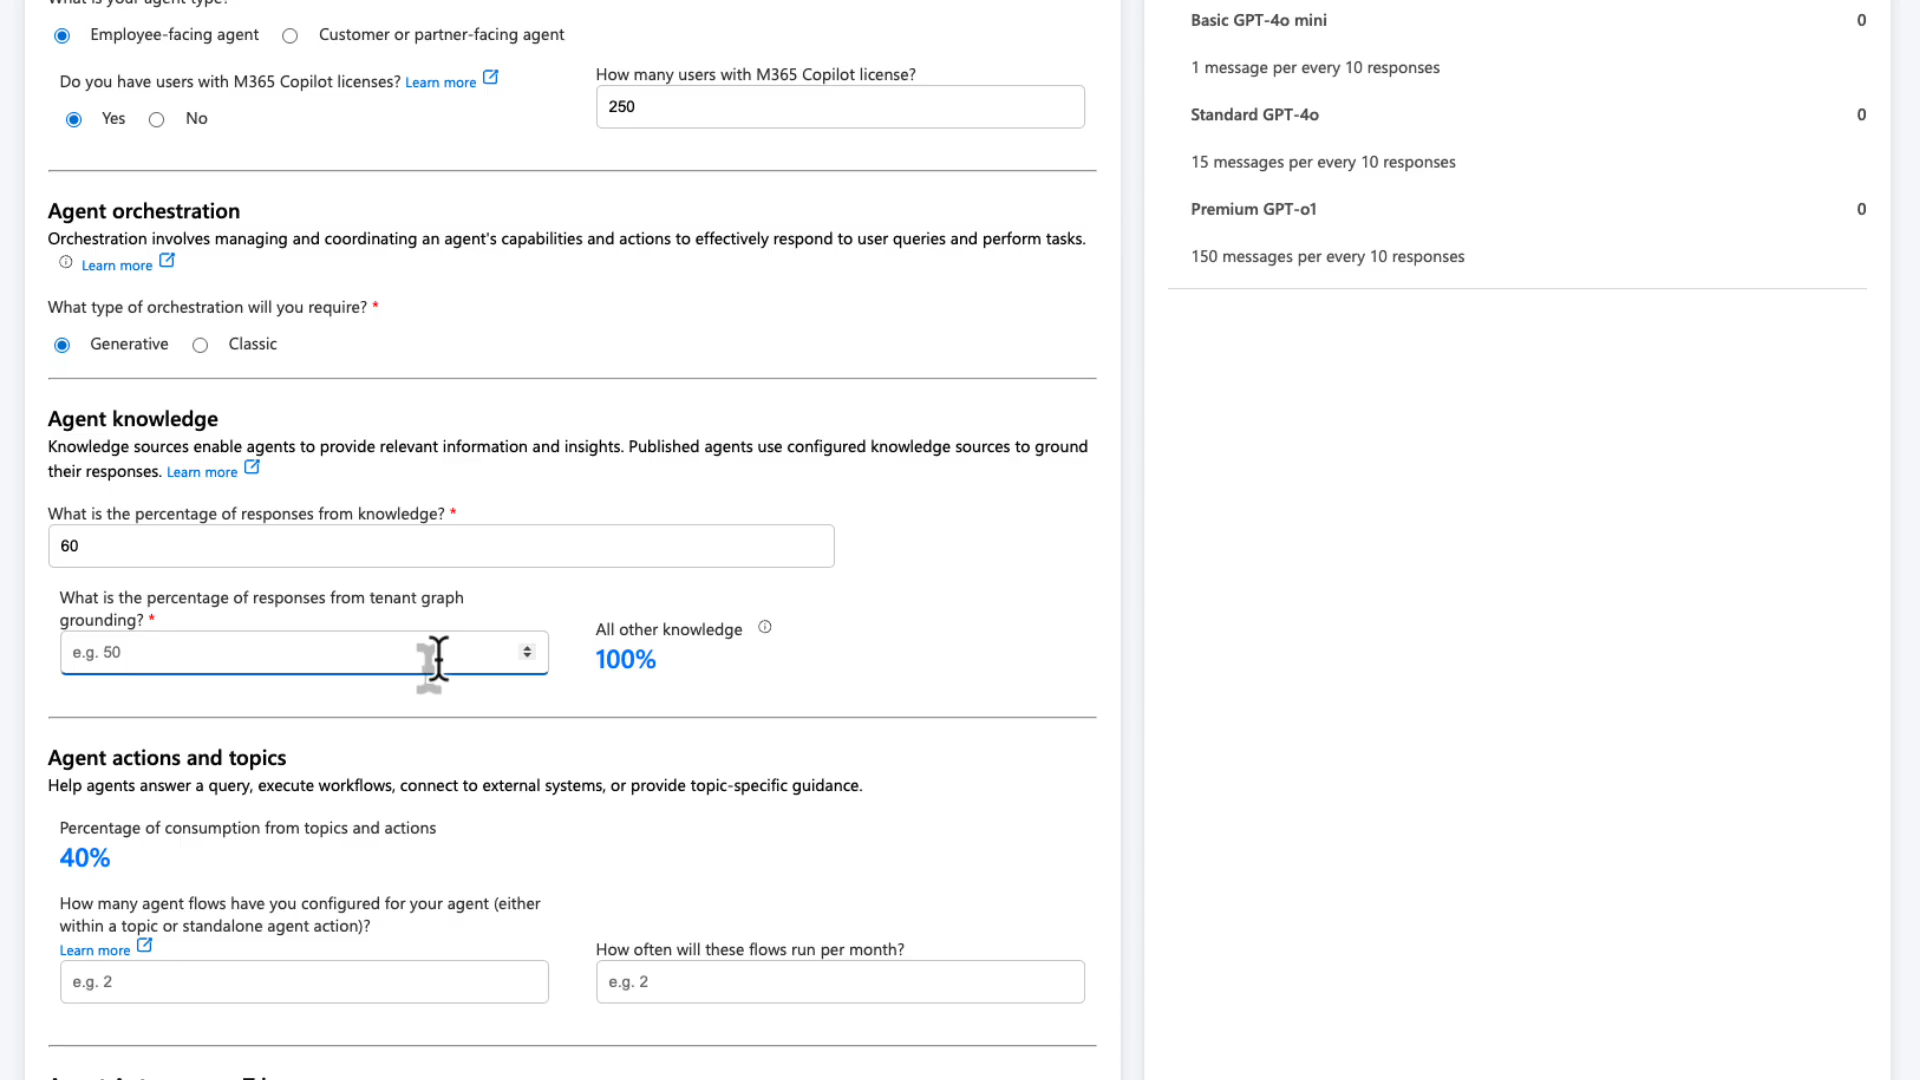 What is your agent type?
Employee-facing agent
Customer or partner-facing agent
Do you have users with M365 Copilot licenses? Learn more
Yes
No
How many users with M365 Copilot license?
250
Agent orchestration
Orchestration involves managing and coordinating an agent's capabilities and actions to effectively respond to user queries and perform tasks.
Learn more
What type of orchestration will you require? *
Generative
Classic
Agent knowledge
Knowledge sources enable agents to provide relevant information and insights. Published agents use configured knowledge sources to ground
their responses. Learn more
What is the percentage of responses from knowledge? *
60
What is the percentage of responses from tenant graph
grounding? *
e.g. 50
All other knowledge
100%
Agent actions and topics
Help agents answer a query, execute workflows, connect to external systems, or provide topic-specific guidance.
Percentage of consumption from topics and actions
40%
How many agent flows have you configured for your agent (either
within a topic or standalone agent action)?
Learn more
e.g. 2
How often will these flows run per month?
e.g. 2
Basic GPT-4o mini 0
1 message per every 10 responses
Standard GPT-4o 0
15 messages per every 10 responses
Premium GPT-o1 0
150 messages per every 10 responses